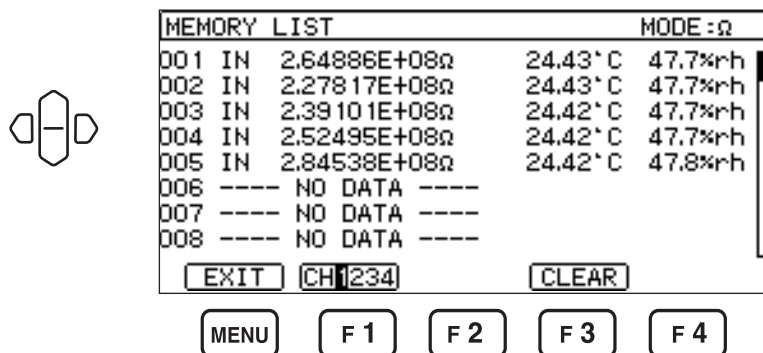 MEMORY LIST MODE:Ω
001 IN 2.64886E+08Ω 24.43°C 47.7%rh
002 IN 2.27817E+08Ω 24.43°C 47.7%rh
003 IN 2.39101E+08Ω 24.42°C 47.7%rh
004 IN 2.52495E+08Ω 24.42°C 47.7%rh
005 IN 2.84538E+08Ω 24.42°C 47.8%rh
006 ---- NO DATA ----
007 ---- NO DATA ----
008 ---- NO DATA ----
EXIT CH1234 CLEAR
MENU F1 F2 F3 F4